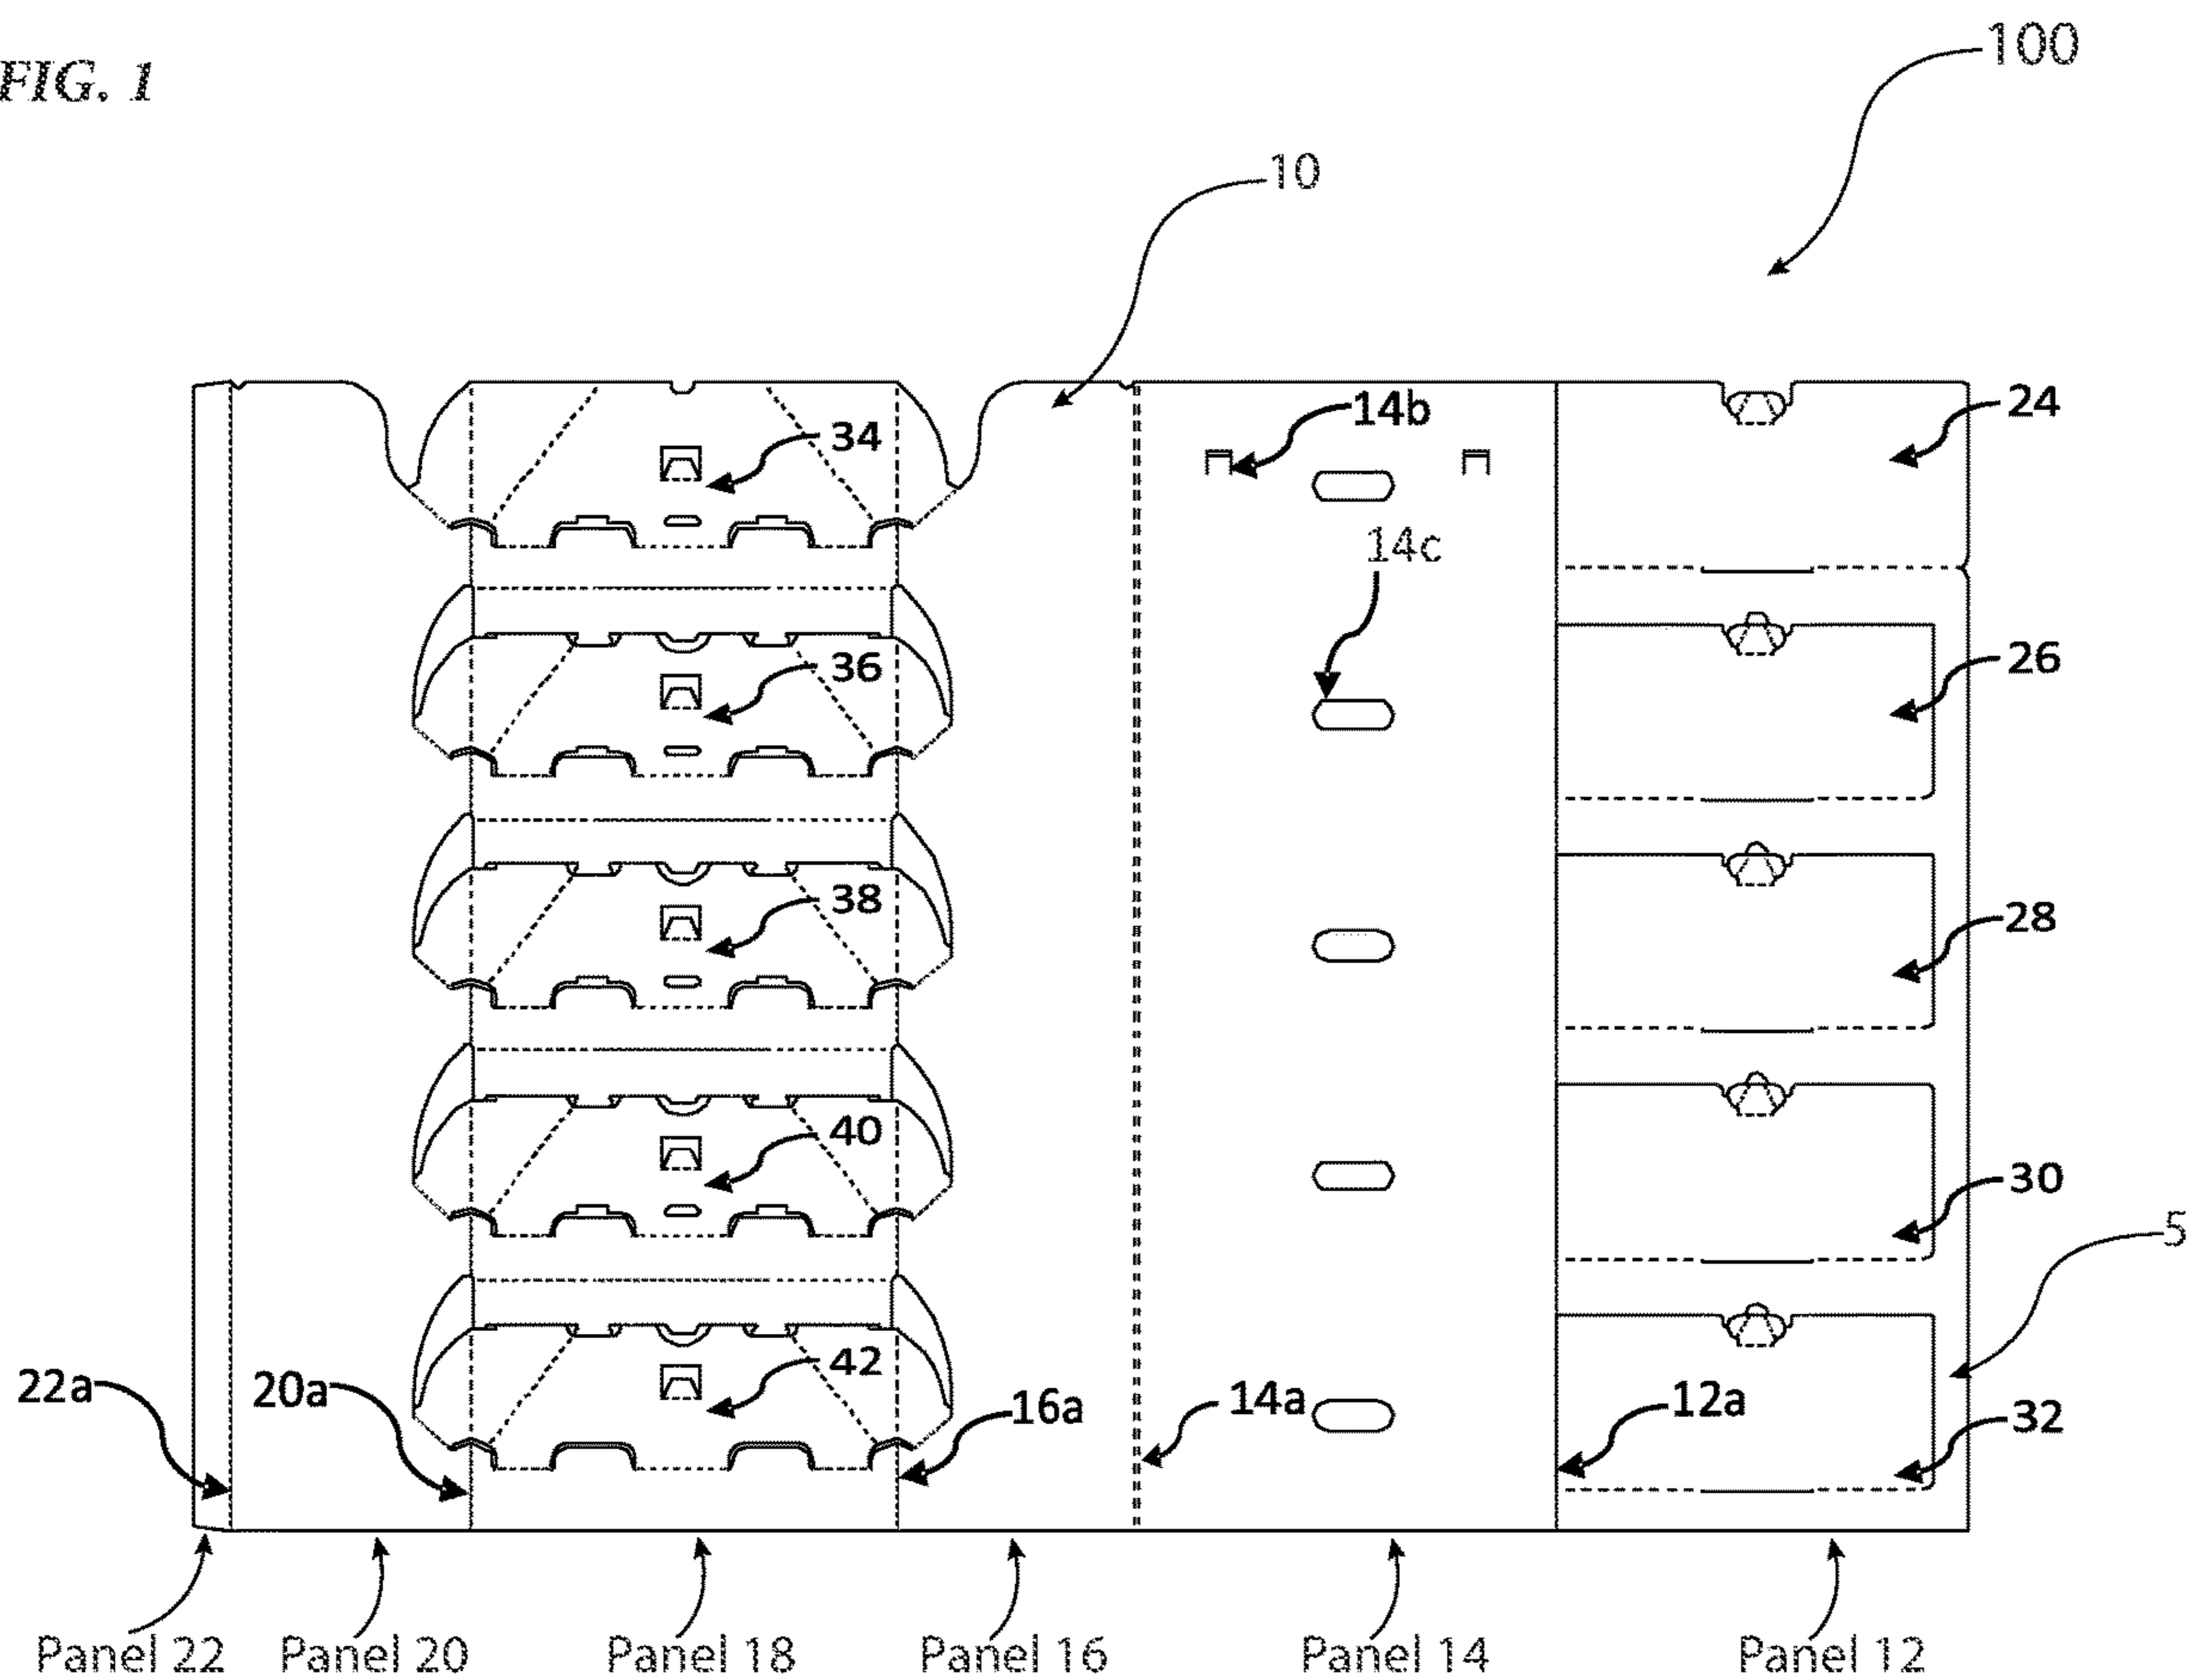 FIG. 1
100
10
14b
24
34
14c
36
26
38
28
40
30
5
42
22a
20a
16a
14a
12a
32
Panel 22
Panel 20
Panel 18
Panel 16
Panel 14
Panel 12